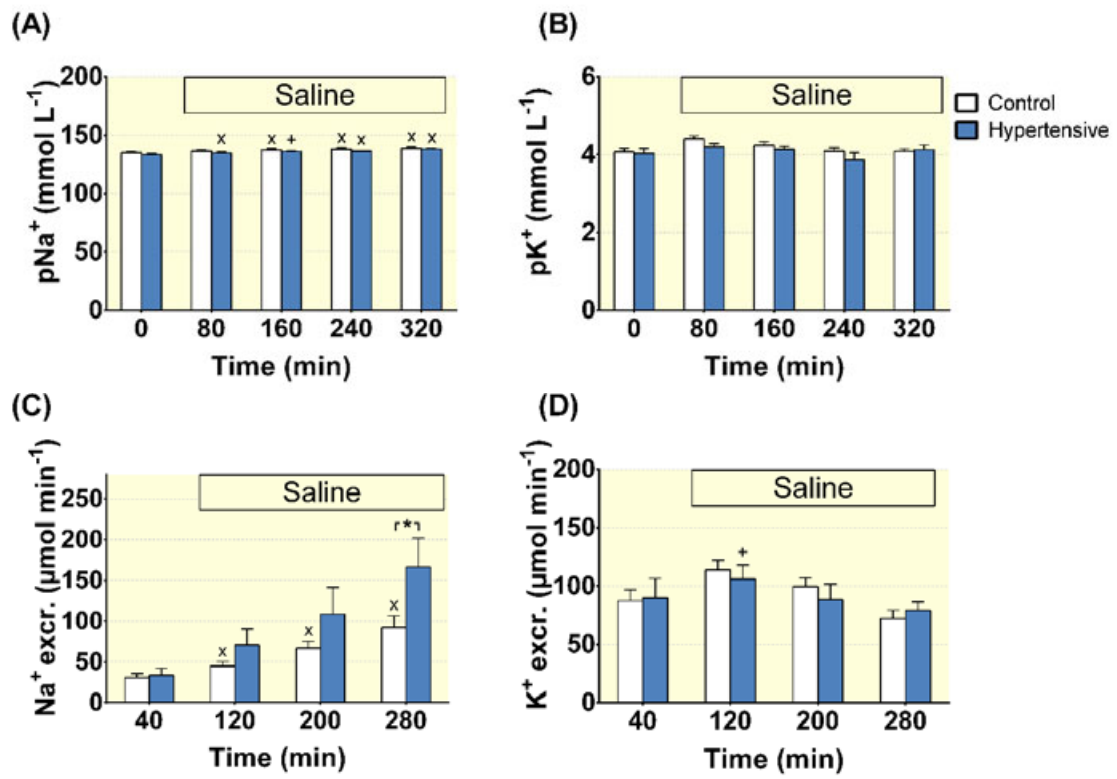 (A)
(B)
200
150
100
50
0
pNa⁺ (mmol L⁻¹)
Saline
x x + x x x x
0 80 160 240 320
Time (min)
6
4
2
0
pK⁺ (mmol L⁻¹)
Saline
0 80 160 240 320
Time (min)
Control
Hypertensive
(C)
(D)
250
200
150
100
50
0
Na⁺ excr. (µmol min⁻¹)
Saline
*
x x x
40 120 200 280
Time (min)
200
150
100
50
0
K⁺ excr. (µmol min⁻¹)
Saline
+
40 120 200 280
Time (min)